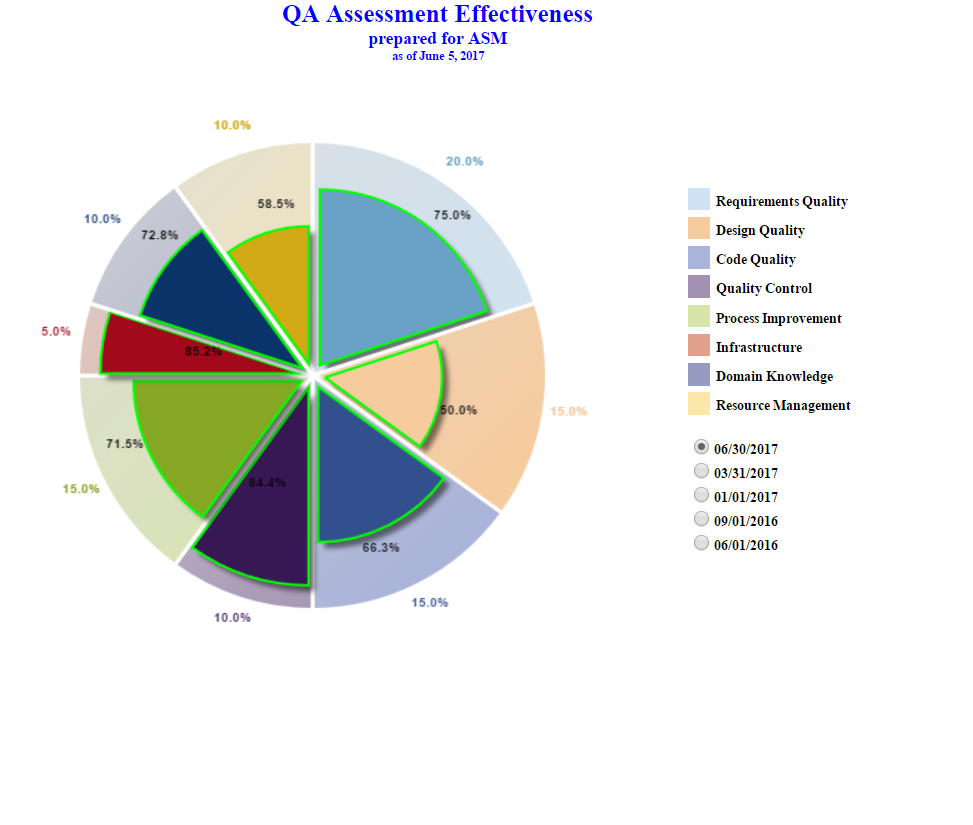 QA Assessment Effectiveness
prepared for ASM
as of June 5, 2017
10.0%
20.0%
58.5%
75.0%
10.0%
72.8%
5.0%
85.2%
50.0%
15.0%
71.5%
84.4%
15.0%
66.3%
15.0%
10.0%
Requirements Quality
Design Quality
Code Quality
Quality Control
Process Improvement
Infrastructure
Domain Knowledge
Resource Management
06/30/2017
03/31/2017
01/01/2017
09/01/2016
06/01/2016